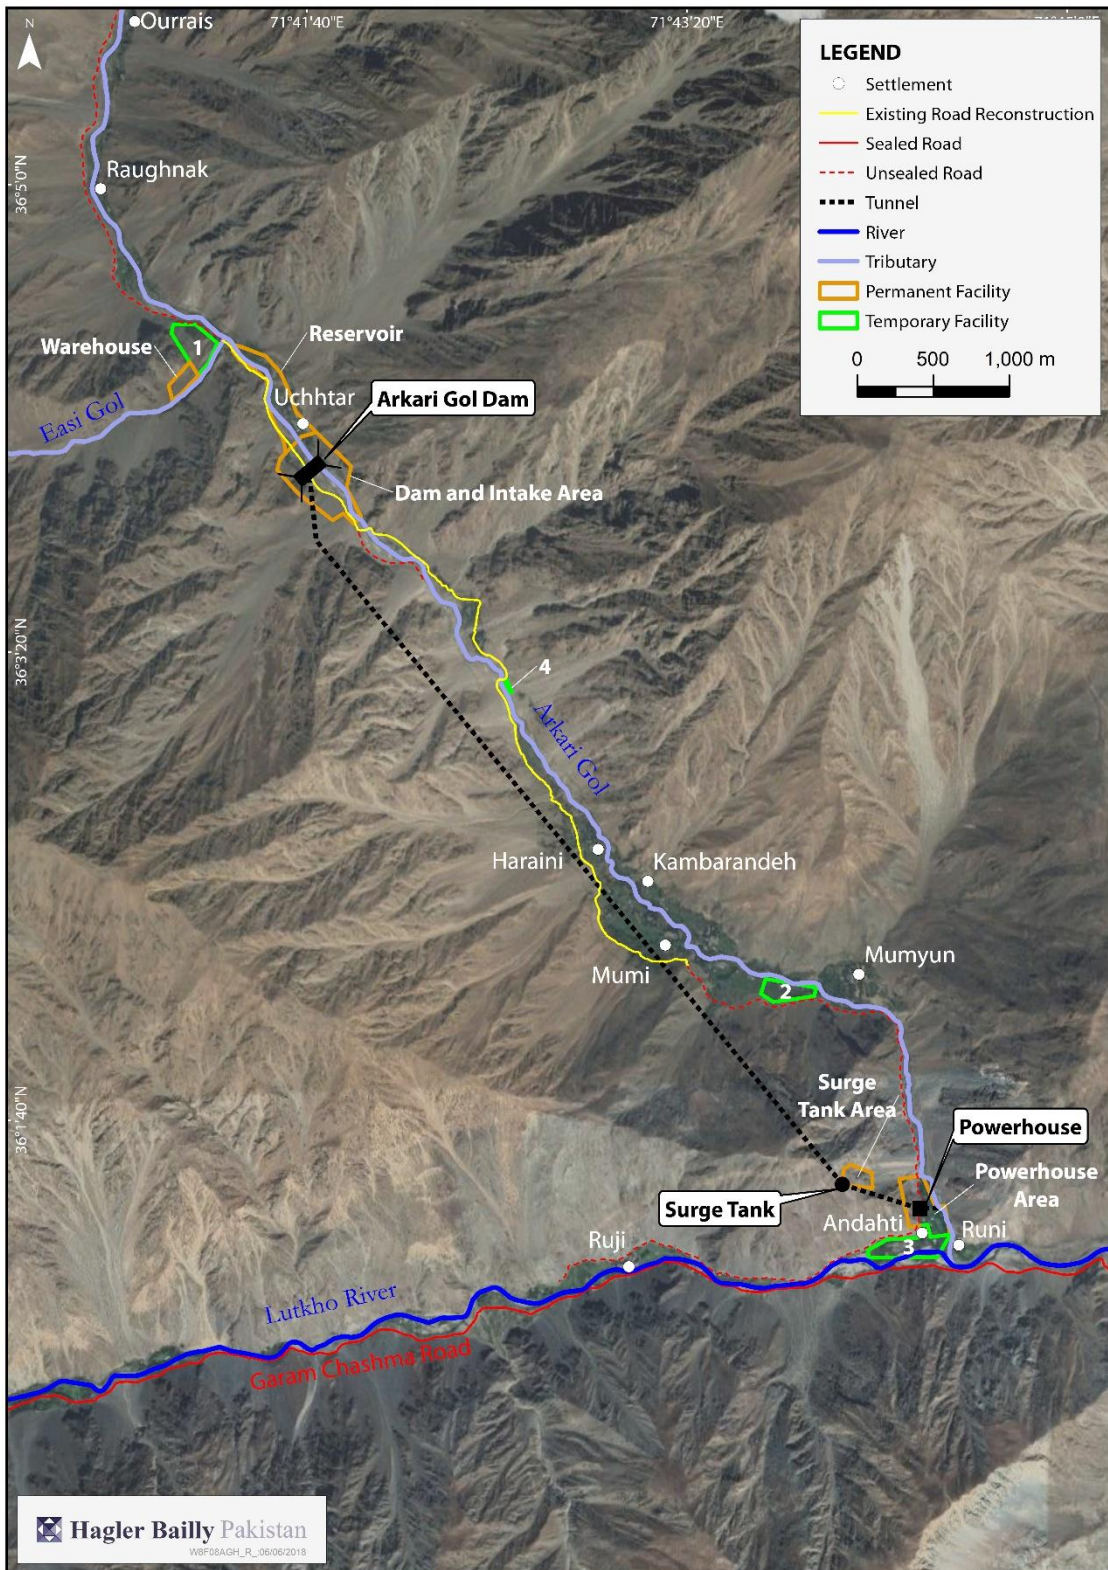 N
Ourrais
71°41'40"E
71°43'20"E
LEGEND
Settlement
Existing Road Reconstruction
Sealed Road
Unsealed Road
Tunnel
River
Tributary
Permanent Facility
Temporary Facility
0 500 1,000 m
36°5'0"N
Raughnak
Warehouse
1
Reservoir
Uchhtar
Arkari Gol Dam
Easi Gol
Dam and Intake Area
36°3'20"N
4
Arkari Gol
Haraini
Kambarandeh
Mumi
Mumyun
2
36°1'40"N
Surge
Tank Area
Powerhouse
Powerhouse
Area
Surge Tank
Andahti
Runi
3
Ruji
Lutkho River
Garam Chashma Road
Hagler Bailly Pakistan
W8F08AGH_R_:06/06/2018